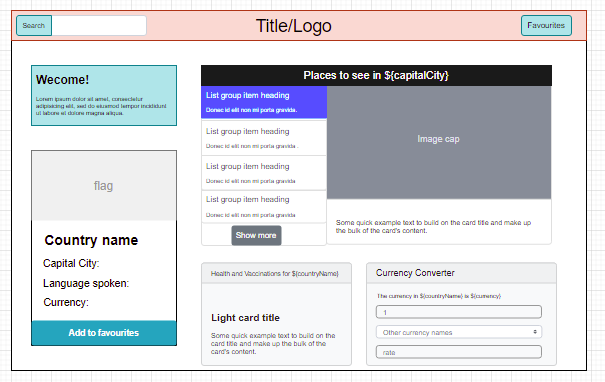 Search
Title/Logo
Favourites
Wecome!
Lorem ipsum dolor sit amet, consectetur
adipisicing elit, sed do eiusmod tempor incididunt
ut labore et dolore magna aliqua.
flag
Country name
Capital City:
Language spoken:
Currency:
Add to favourites
Places to see in ${capitalCity}
List group item heading
Donec id elit non mi porta gravida.
List group item heading
Donec id elit non mi porta gravida.
List group item heading
Donec id elit non mi porta gravida
List group item heading
Donec id elit non mi porta gravida
Show more
Image cap
Some quick example text to build on the card title and make up
the bulk of the card's content.
Health and Vaccinations for ${countryName}
Light card title
Some quick example text to build on the
card title and make up the bulk of the
card's content.
Currency Converter
The currency in ${countryName} is ${currency}
1
Other currency names
rate